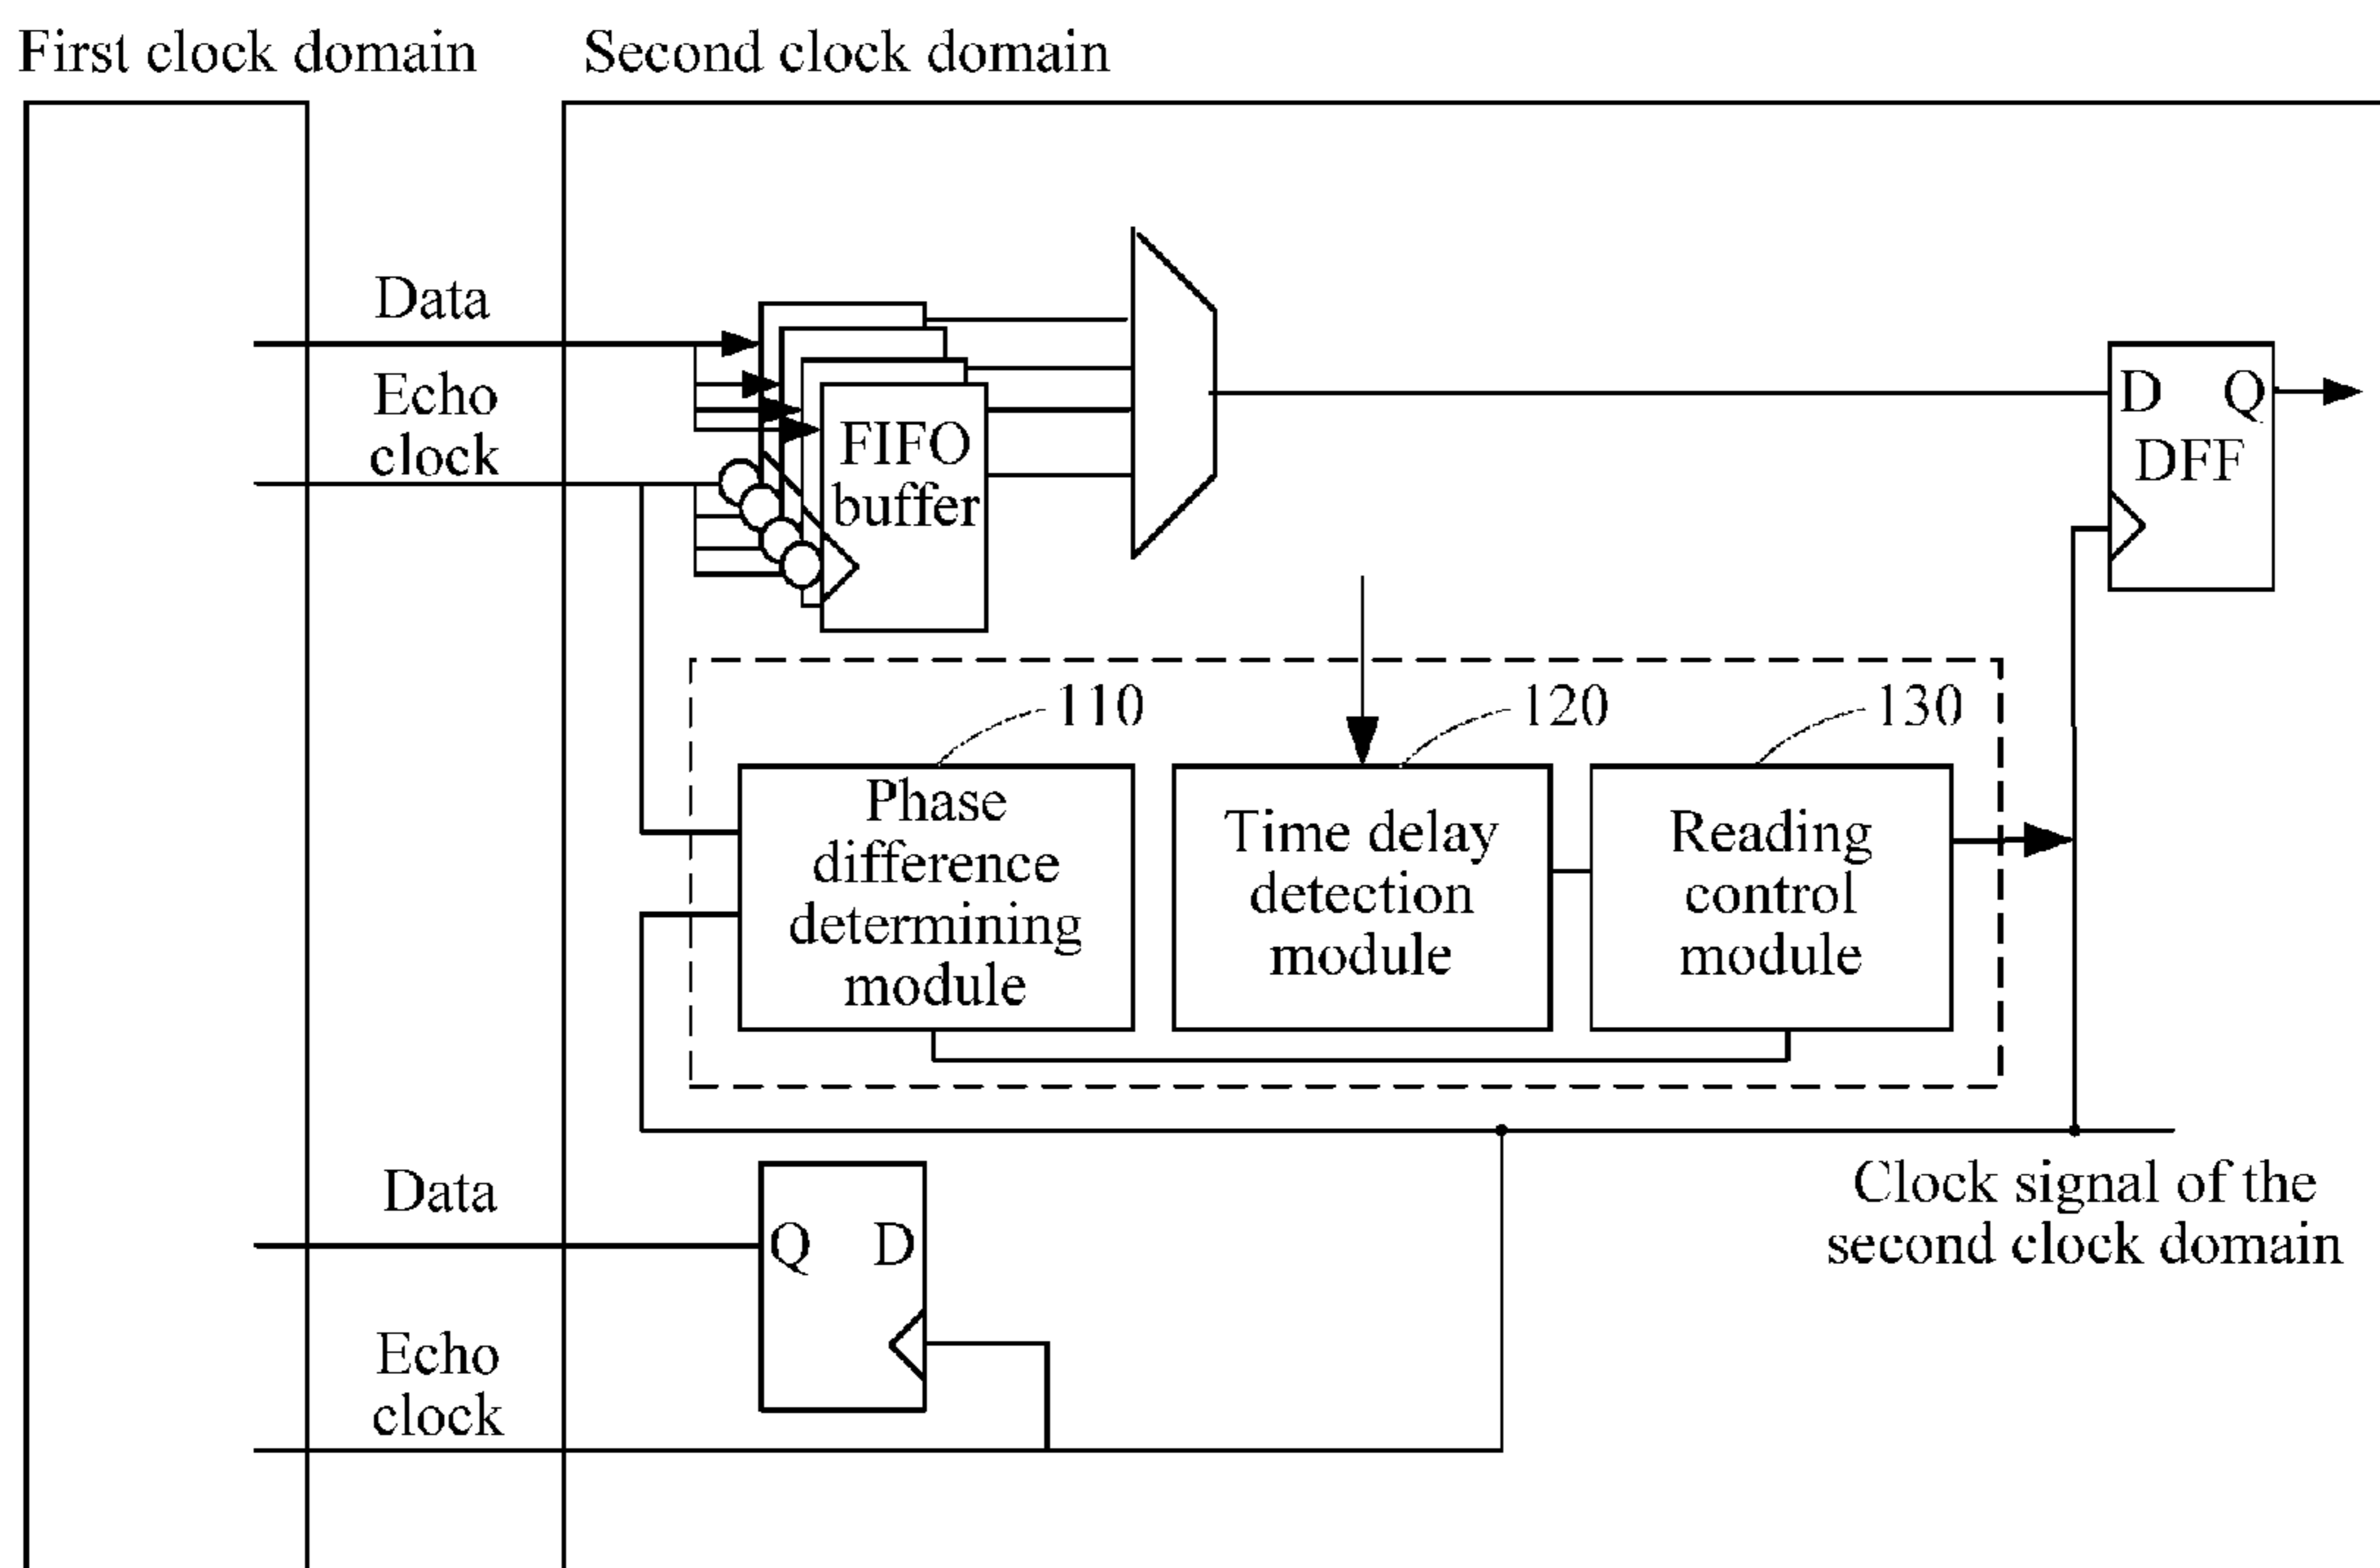 First clock domain
Second clock domain
Data
Echo
clock
FIFO
buffer
D Q
DFF
110
120
130
Phase
difference
determining
module
Time delay
detection
module
Reading
control
module
Data
Q D
Clock signal of the
second clock domain
Echo
clock